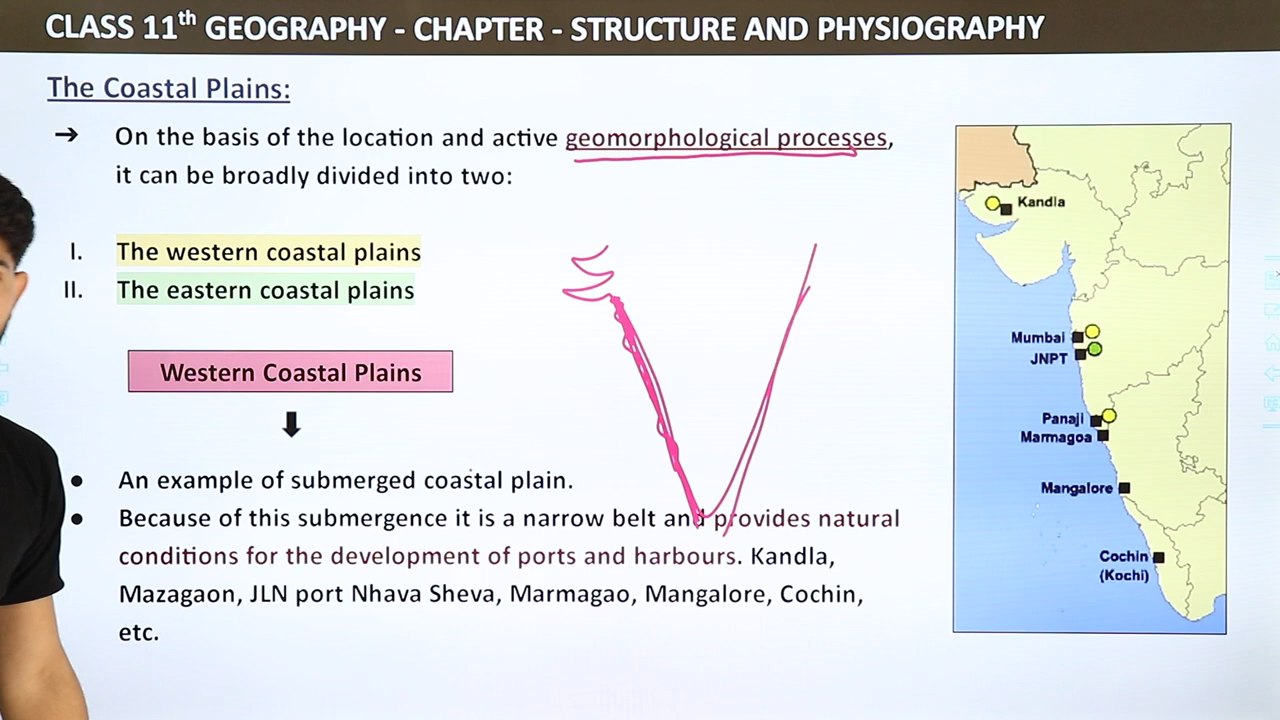 CLASS 11th GEOGRAPHY - CHAPTER - STRUCTURE AND PHYSIOGRAPHY
The Coastal Plains:
→ On the basis of the location and active geomorphological processes,
it can be broadly divided into two:
I. The western coastal plains
II. The eastern coastal plains
Western Coastal Plains
• An example of submerged coastal plain.
• Because of this submergence it is a narrow belt and provides natural
conditions for the development of ports and harbours. Kandla,
Mazagaon, JLN port Nhava Sheva, Marmagao, Mangalore, Cochin,
etc.
Kandla
Mumbai
JNPT
Panaji
Marmagoa
Mangalore
Cochin
(Kochi)